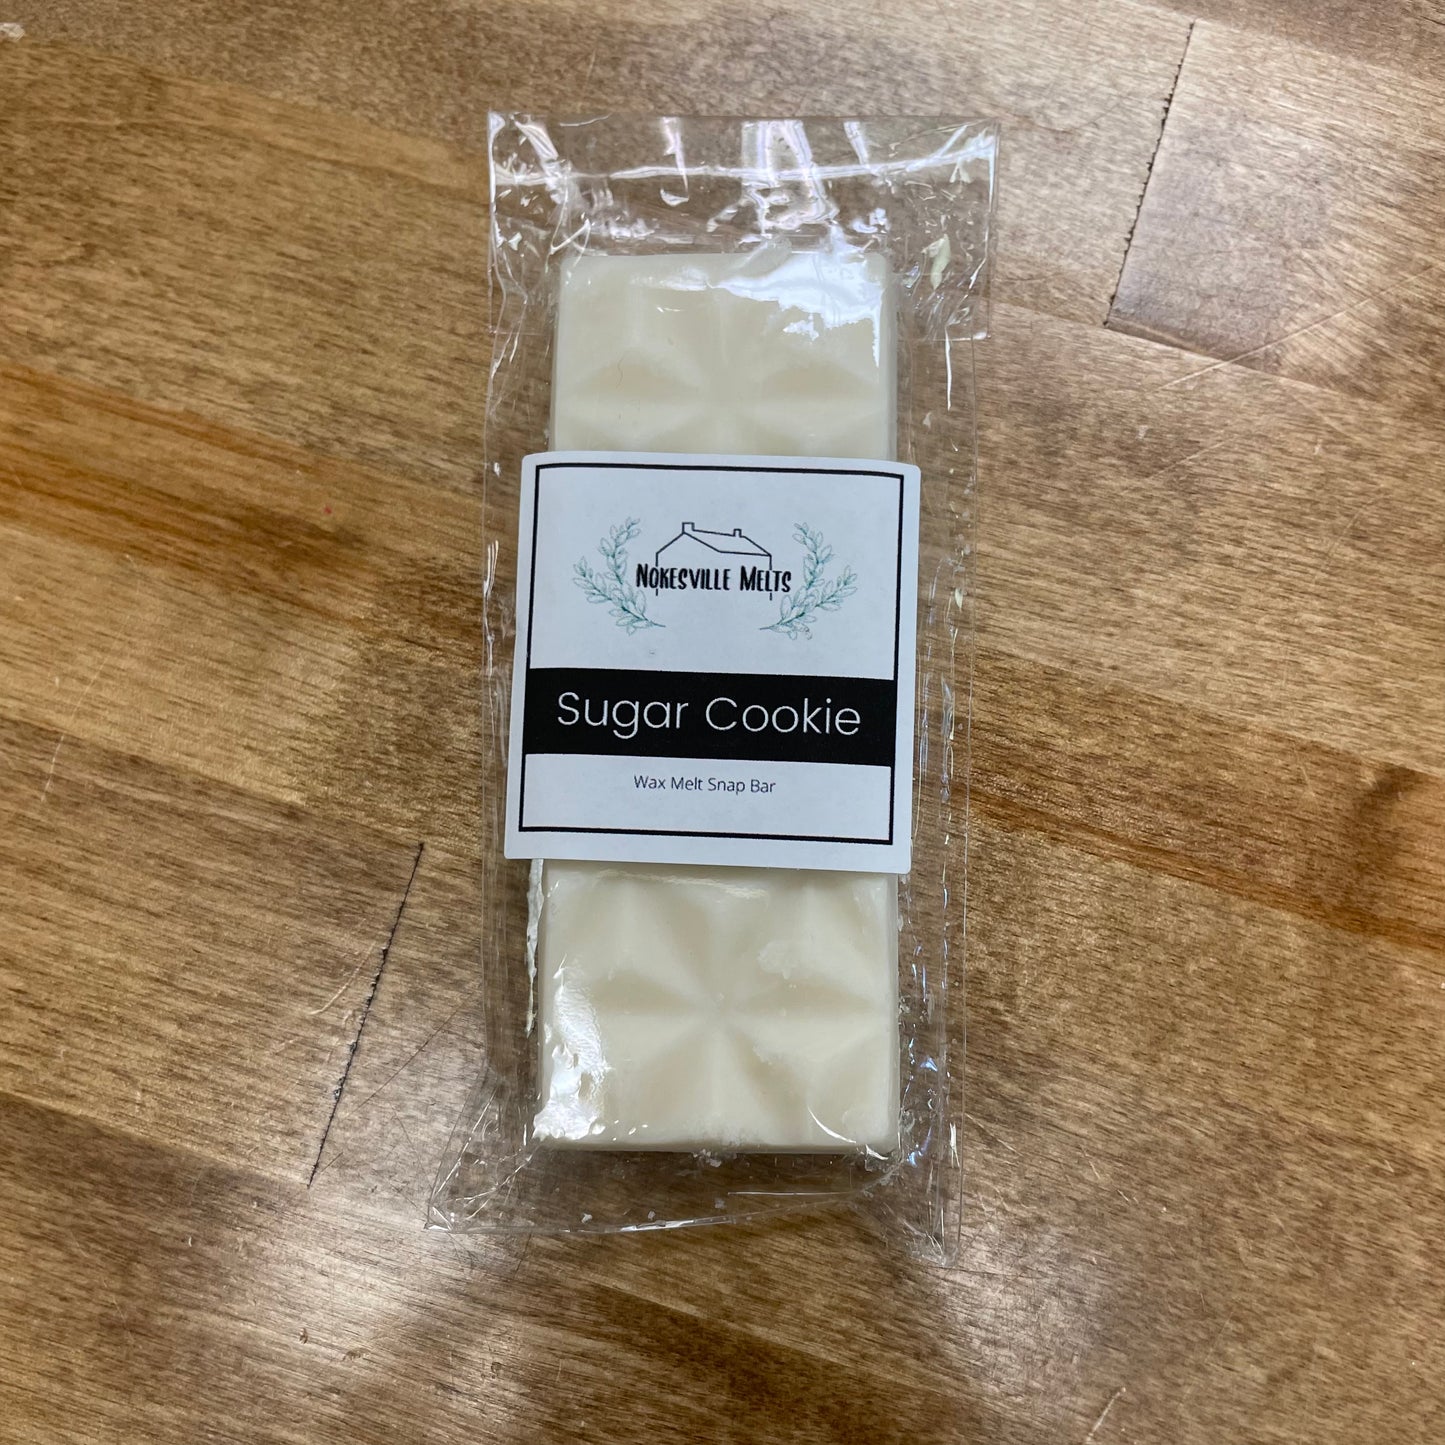 Nokesville Melts
Sugar Cookie
Wax Melt Snap Bar